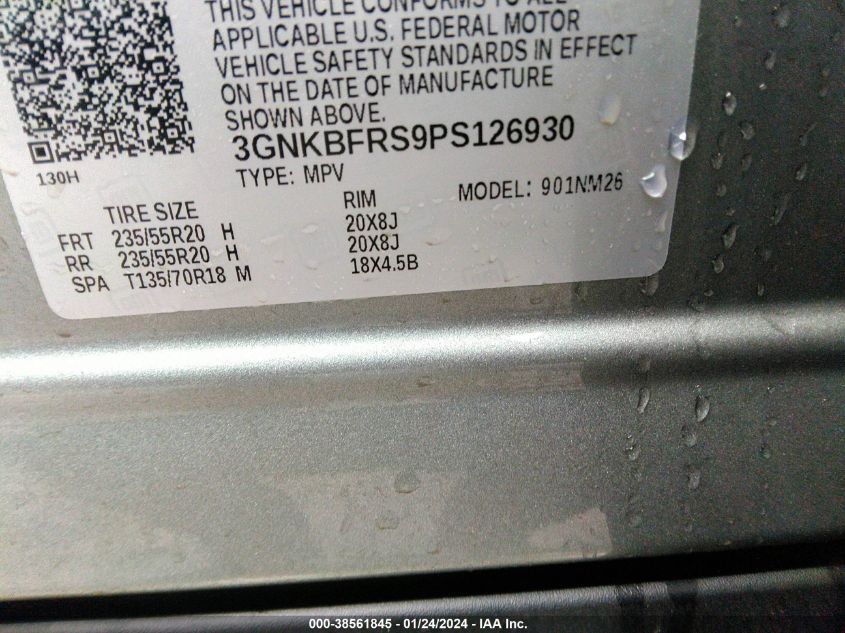 THIS VEHICLE CONFORMS TO ALL
APPLICABLE U.S. FEDERAL MOTOR
VEHICLE SAFETY STANDARDS IN EFFECT
ON THE DATE OF MANUFACTURE
SHOWN ABOVE.
3GNKBFRS9PS126930
130H
TYPE: MPV MODEL: 901NM26
TIRE SIZE RIM
FRT 235/55R20 H 20X8J
RR 235/55R20 H 20X8J
SPA T135/70R18 M 18X4.5B
000-38561845 / 01/24/2024 - IAA Inc.